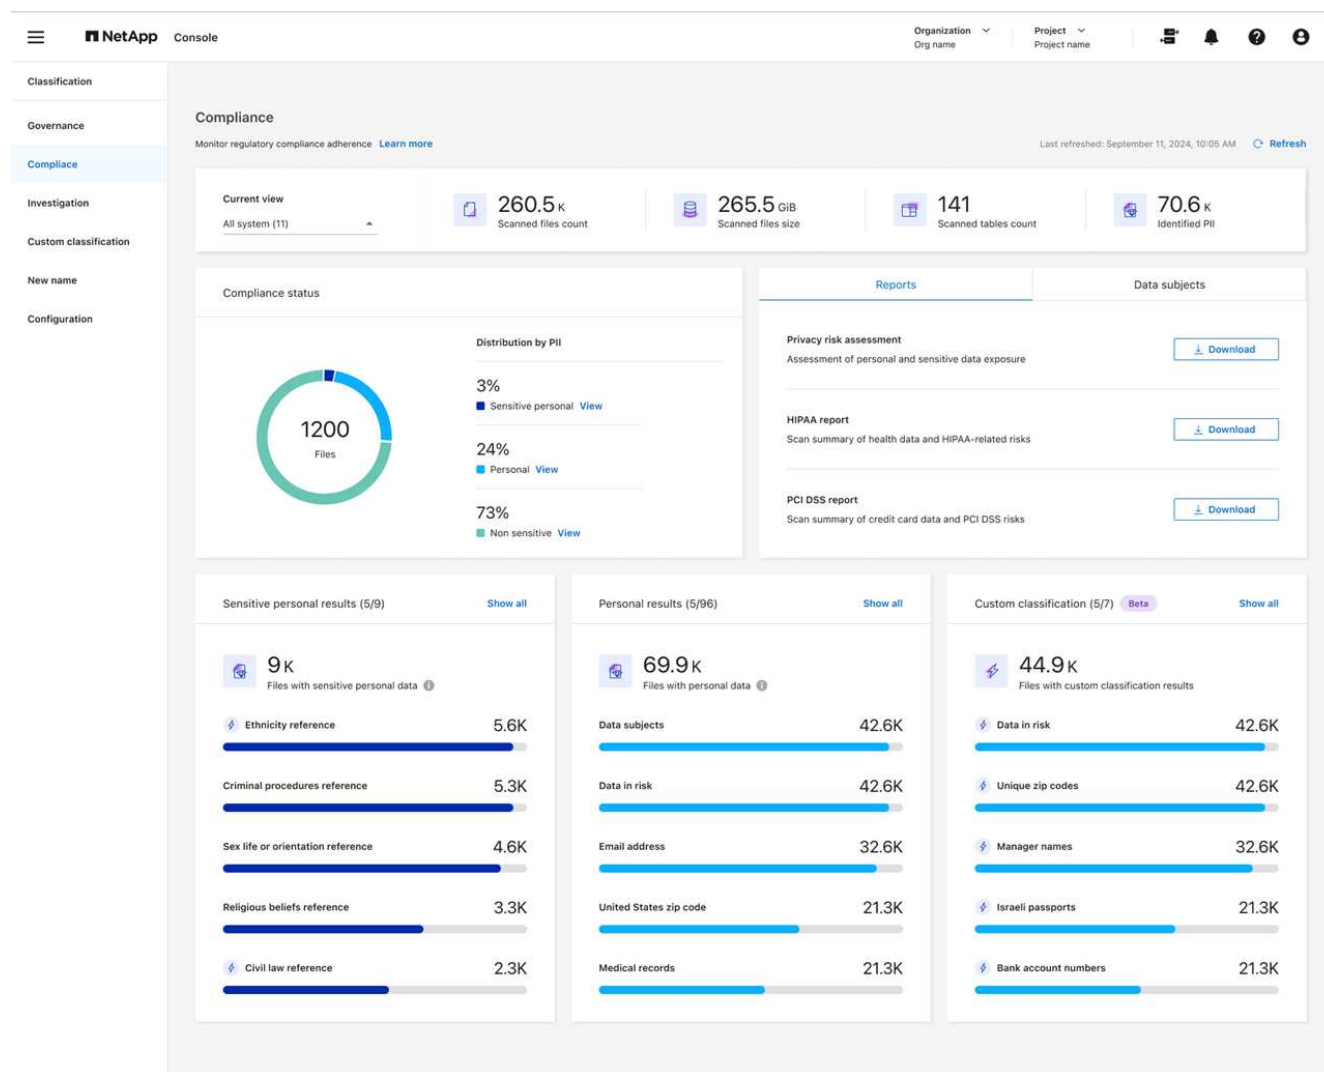 NetApp Console
Organization
Org name
Project
Project name
Classification
Governance
Compliace
Investigation
Custom classification
New name
Configuration
Compliance
Monitor regulatory compliance adherence Learn more
Last refreshed: September 11, 2024, 10:05 AM Refresh
Current view
All system (11)
260.5 K
Scanned files count
265.5 GiB
Scanned files size
141
Scanned tables count
70.6 K
Identified PII
Compliance status
1200
Files
Distribution by PII
3%
Sensitive personal View
24%
Personal View
73%
Non sensitive View
Reports
Data subjects
Privacy risk assessment
Assessment of personal and sensitive data exposure
Download
HIPAA report
Scan summary of health data and HIPAA-related risks
Download
PCI DSS report
Scan summary of credit card data and PCI DSS risks
Download
Sensitive personal results (5/9) Show all
9 K
Files with sensitive personal data
Ethnicity reference 5.6K
Criminal procedures reference 5.3K
Sex life or orientation reference 4.6K
Religious beliefs reference 3.3K
Civil law reference 2.3K
Personal results (5/96) Show all
69.9 K
Files with personal data
Data subjects 42.6K
Data in risk 42.6K
Email address 32.6K
United States zip code 21.3K
Medical records 21.3K
Custom classification (5/7) Beta Show all
44.9 K
Files with custom classification results
Data in risk 42.6K
Unique zip codes 42.6K
Manager names 32.6K
Israeli passports 21.3K
Bank account numbers 21.3K